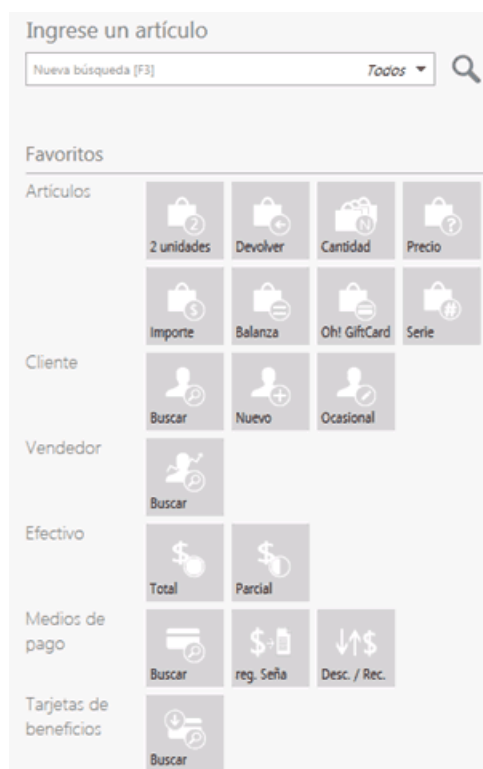 Ingrese un artículo
Nueva búsqueda [F3] Todos
Favoritos
Artículos
2 unidades Devolver Cantidad Precio
Importe Balanza Oh! GiftCard Serie
Cliente
Buscar Nuevo Ocasional
Vendedor
Buscar
Efectivo
Total Parcial
Medios de
pago
Buscar reg. Seña Desc. / Rec.
Tarjetas de
beneficios
Buscar